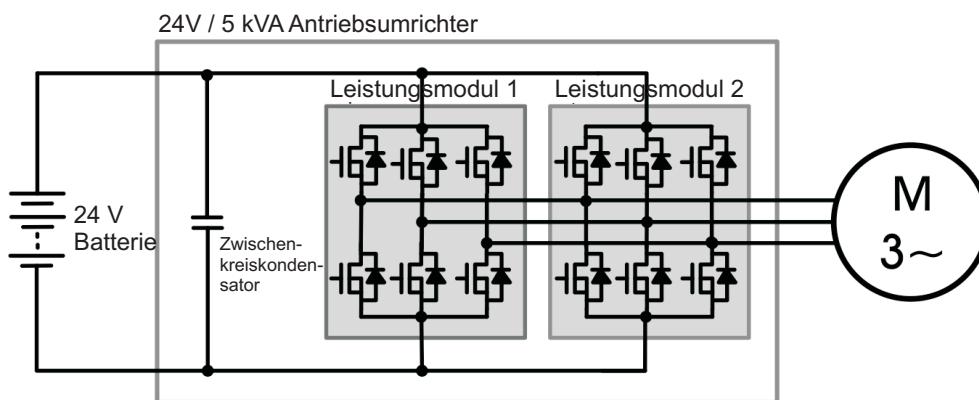 24V / 5 kVA Antriebsumrichter
Leistungsmodul 1
Leistungsmodul 2
24 V
Batterie
Zwischen-
kreiskonden-
sator
M
3~